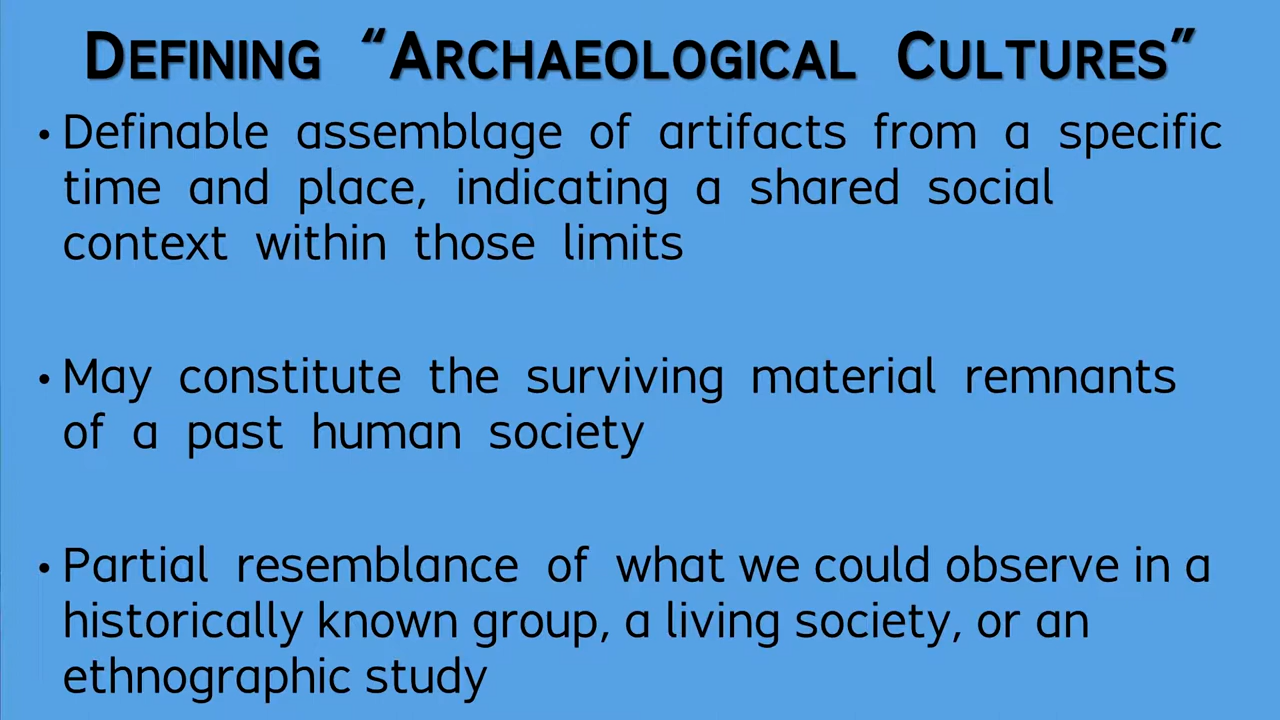 DEFINING “ARCHAEOLOGICAL CULTURES”
• Definable assemblage of artifacts from a specific
time and place, indicating a shared social
context within those limits
• May constitute the surviving material remnants
of a past human society
• Partial resemblance of what we could observe in a
historically known group, a living society, or an
ethnographic study